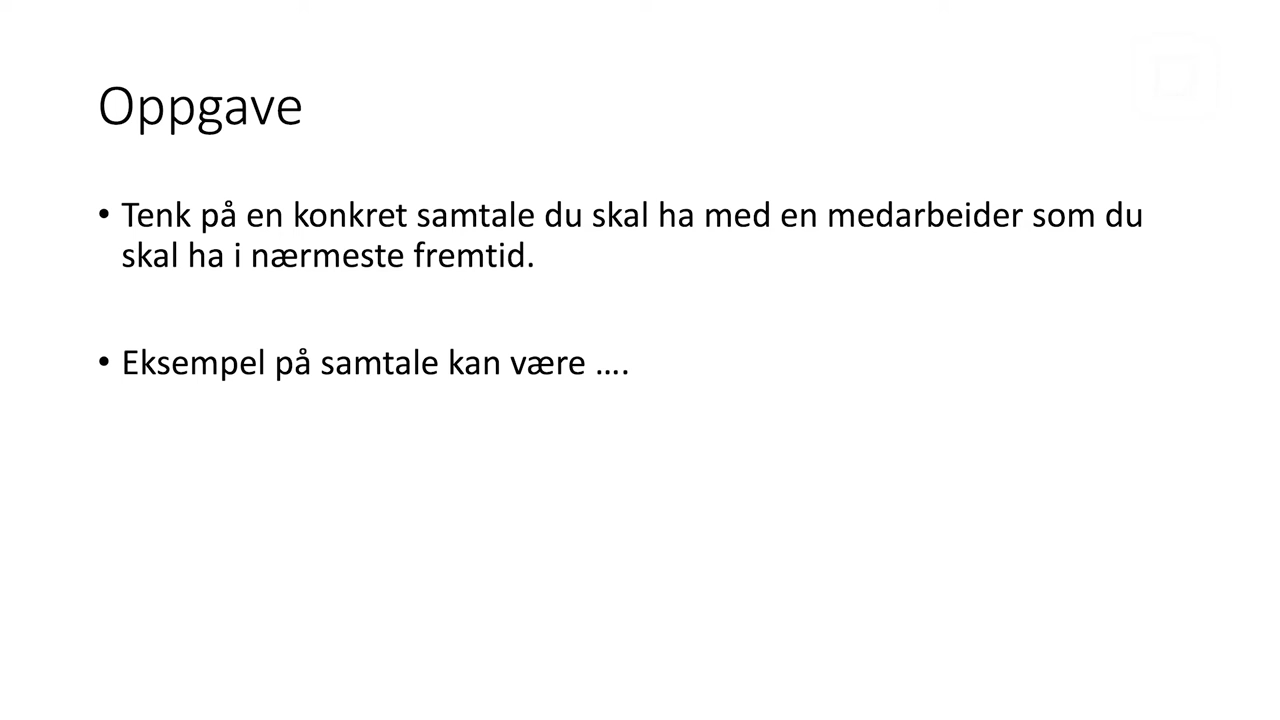 Oppgave
• Tenk på en konkret samtale du skal ha med en medarbeider som du
skal ha i nærmeste fremtid.
• Eksempel på samtale kan være ….